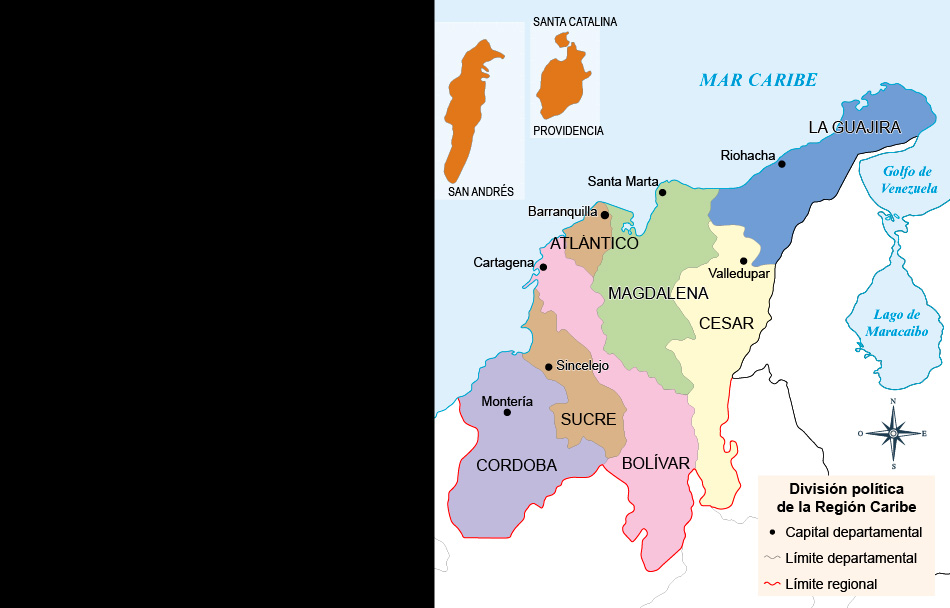 SANTA CATALINA
MAR CARIBE
LA GUAJIRA
PROVIDENCIA
Riohacha
Golfo de
Venezuela
Santa Marta
SAN ANDRÉS
Barranquilla
ATLÁNTICO
Cartagena
Valledupar
MAGDALENA
CESAR
Lago de
Maracaibo
Sincelejo
Montería
SUCRE
CORDOBA
BOLÍVAR
N
O
E
S
División política
de la Región Caribe
Capital departamental
Límite departamental
Límite regional